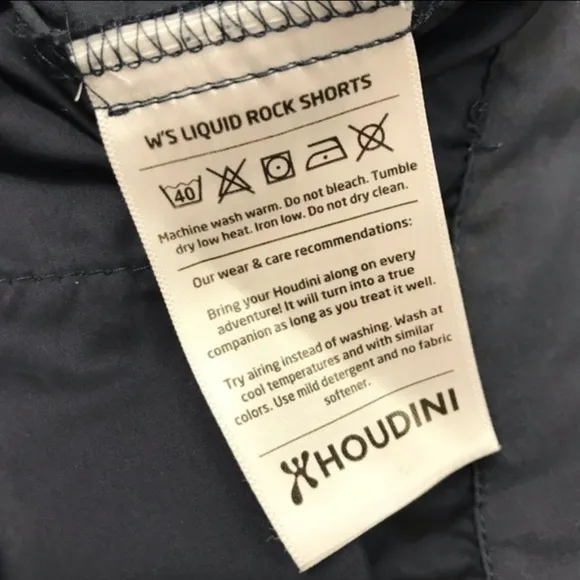 W'S LIQUID ROCK SHORTS
40
Machine wash warm. Do not bleach. Tumble
dry low heat. Iron low. Do not dry clean.
Our wear & care recommendations:
Bring your Houdini along on every
adventure! It will turn into a true
companion as long as you treat it well.
Try airing instead of washing. Wash at
cool temperatures and with similar
colors. Use mild detergent and no fabric
softener.
HOUDINI